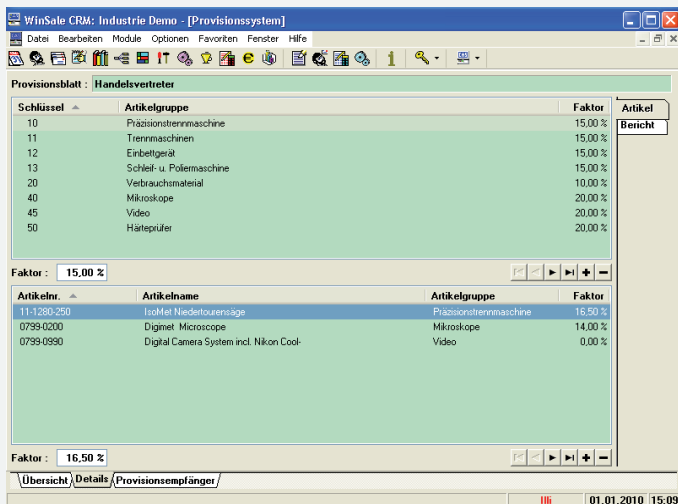 WinSale CRM: Industrie Demo - [Provisionssystem]
Datei Bearbeiten Module Optionen Favoriten Fenster Hilfe
Provisionsblatt : Handelsvertreter
Schlüssel Artikelgruppe Faktor
10 Präzisionstrennmaschine 15,00 %
11 Trennmaschinen 15,00 %
12 Einbettgerät 15,00 %
13 Schleif- u. Poliermaschine 15,00 %
20 Verbrauchsmaterial 10,00 %
40 Mikroskope 20,00 %
45 Video 20,00 %
50 Härteprüfer 20,00 %
Artikel
Bericht
Faktor : 15,00 %
Artikelnr. Artikelname Artikelgruppe Faktor
11-1280-250 IsoMet Niedertourensäge Präzisionstrennmaschine 16,50 %
0799-0200 Digimet Microscope Mikroskope 14,00 %
0799-0990 Digital Camera System incl. Nikon Cool- Video 0,00 %
Faktor : 16,50 %
Übersicht Details Provisionsempfänger
01.01.2010 15:09